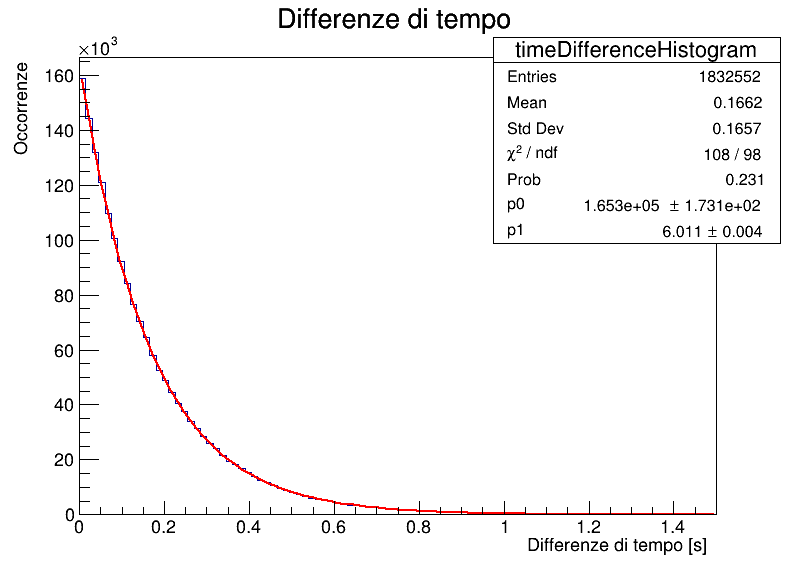 Differenze di tempo
×10³
Occorrenze
timeDifferenceHistogram
Entries 1832552
Mean 0.1662
Std Dev 0.1657
χ² / ndf 108 / 98
Prob 0.231
p0 1.653e+05 ± 1.731e+02
p1 6.011 ± 0.004
160
140
120
100
80
60
40
20
0
0 0.2 0.4 0.6 0.8 1 1.2 1.4
Differenze di tempo [s]